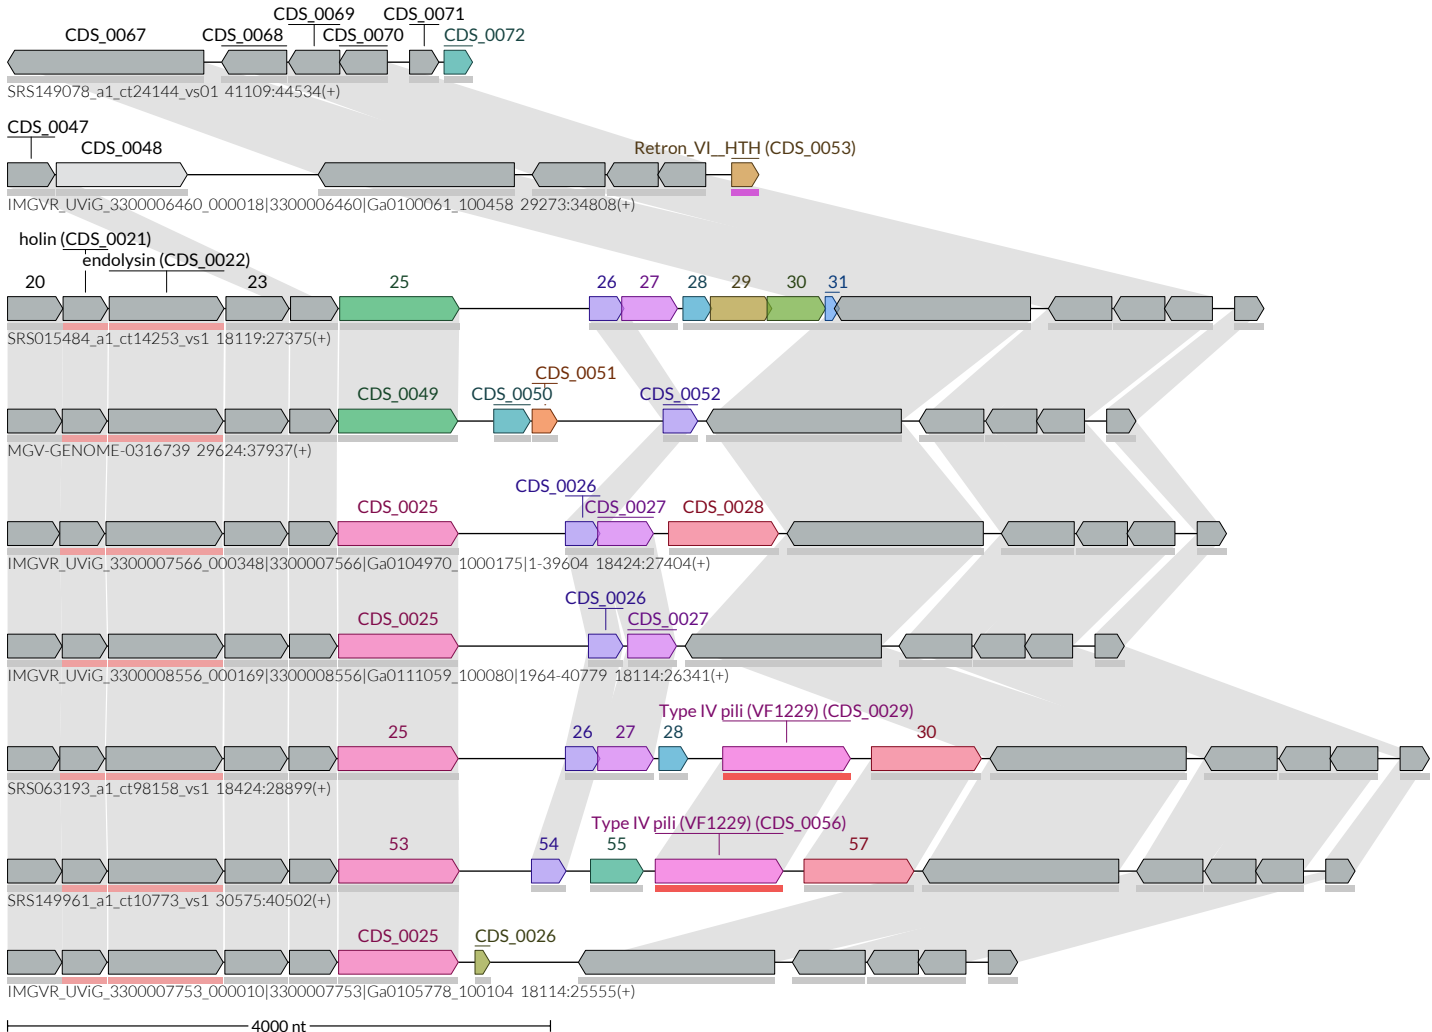 CDS_0069 CDS_0071
CDS_0067 CDS_0068 CDS_0070 CDS_0072
SRS149078_a1_ct24144_vs01 41109:44534(+)
CDS_0047
CDS_0048 Retron_VI__HTH (CDS_0053)
IMGVR_UViG_3300006460_000018|3300006460|Ga0100061_100458 29273:34808(+)
holin (CDS_0021)
endolysin (CDS_0022)
20 23 25 26 27 28 29 30 31
SRS015484_a1_ct14253_vs1 18119:27375(+)
CDS_0051
CDS_0049 CDS_0050 CDS_0052
MGV-GENOME-0316739 29624:37937(+)
CDS_0026
CDS_0025 CDS_0027 CDS_0028
IMGVR_UViG_3300007566_000348|3300007566|Ga0104970_1000175|1-39604 18424:27404(+)
CDS_0026
CDS_0025 CDS_0027
IMGVR_UViG_3300008556_000169|3300008556|Ga0111059_100080|1964-40779 18114:26341(+)
Type IV pili (VF1229) (CDS_0029)
25 26 27 28 30
SRS063193_a1_ct98158_vs1 18424:28899(+)
Type IV pili (VF1229) (CDS_0056)
53 54 55 57
SRS149961_a1_ct10773_vs1 30575:40502(+)
CDS_0025 CDS_0026
IMGVR_UViG_3300007753_000010|3300007753|Ga0105778_100104 18114:25555(+)
4000 nt